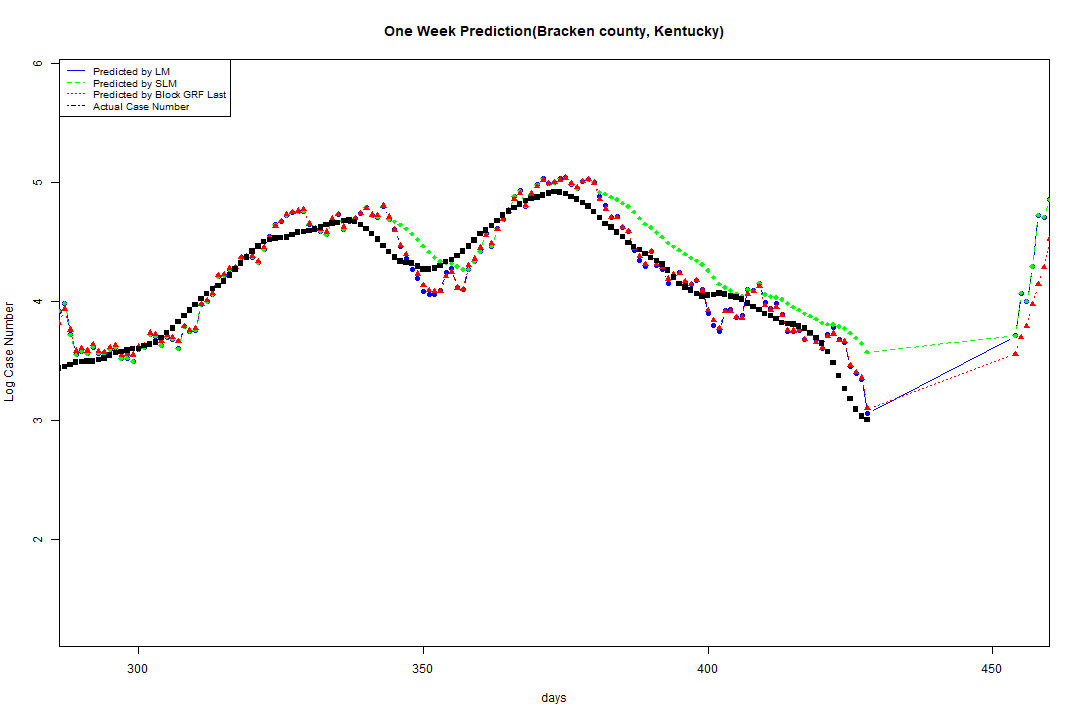 One Week Prediction(Bracken county, Kentucky)
Predicted by LM
Predicted by SLM
Predicted by Block GRF Last
Actual Case Number
6
5
4
3
2
Log Case Number
300
350
400
450
days